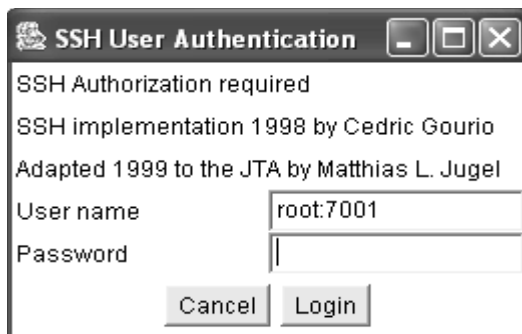 SSH User Authentication
SSH Authorization required
SSH implementation 1998 by Cedric Gourio
Adapted 1999 to the JTA by Matthias L. Jugel
User name root:7001
Password
Cancel Login